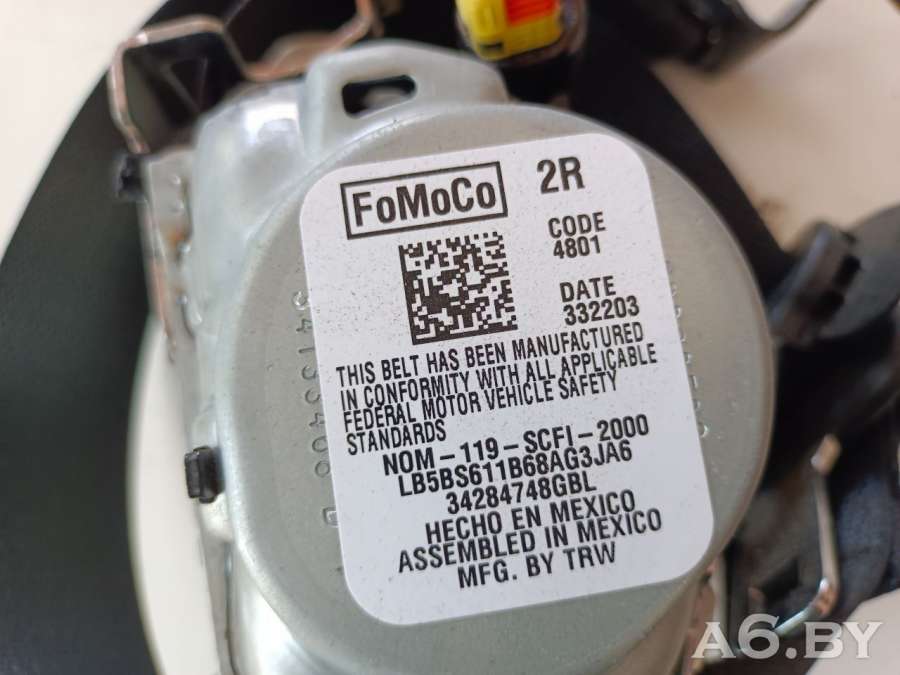 FoMoCo 2R
CODE
4801
DATE
332203
THIS BELT HAS BEEN MANUFACTURED
IN CONFORMITY WITH ALL APPLICABLE
FEDERAL MOTOR VEHICLE SAFETY
STANDARDS
NOM-119-SCFI-2000
LB5BS611B68AG3JA6
34284748GBL
HECHO EN MEXICO
ASSEMBLED IN MEXICO
MFG. BY TRW
A6.BY